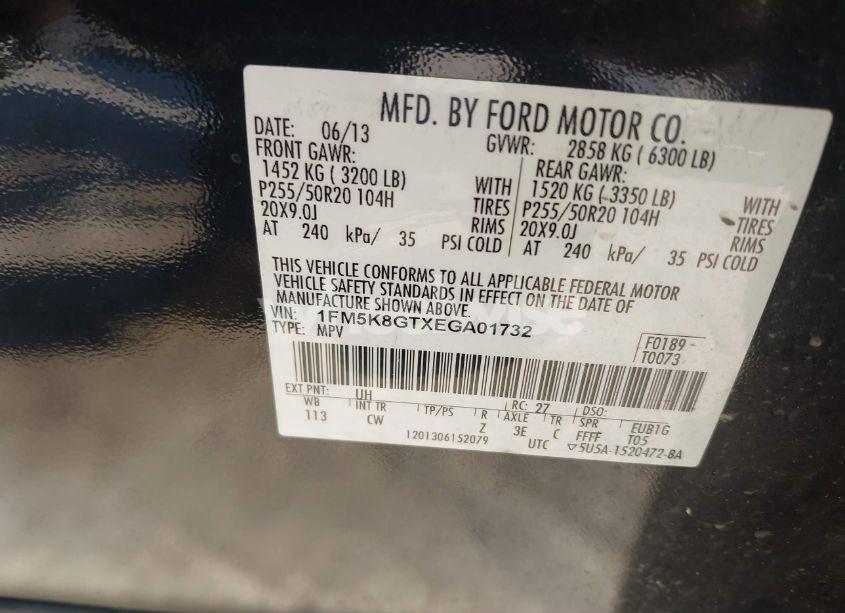 MFD. BY FORD MOTOR CO.
DATE: 06/13 GVWR: 2858 KG ( 6300 LB)
FRONT GAWR: REAR GAWR:
1452 KG ( 3200 LB) WITH 1520 KG ( 3350 LB) WITH
P255/50R20 104H TIRES P255/50R20 104H TIRES
20X9.0J RIMS 20X9.0J RIMS
AT 240 kPa/ 35 PSI COLD AT 240 kPa/ 35 PSI COLD
THIS VEHICLE CONFORMS TO ALL APPLICABLE FEDERAL MOTOR
VEHICLE SAFETY STANDARDS IN EFFECT ON THE DATE OF
MANUFACTURE SHOWN ABOVE.
VIN: 1FM5K8GTXEGA01732
TYPE: MPV
F0189
T0073
EXT PNT: UH RC: 27 DSO:
WB INT TR TP/PS R AXLE TR SPR EUB1G
113 CW Z 3E C FFFF T05
1201306152079 UTC ▽5U5A-1520472-BA